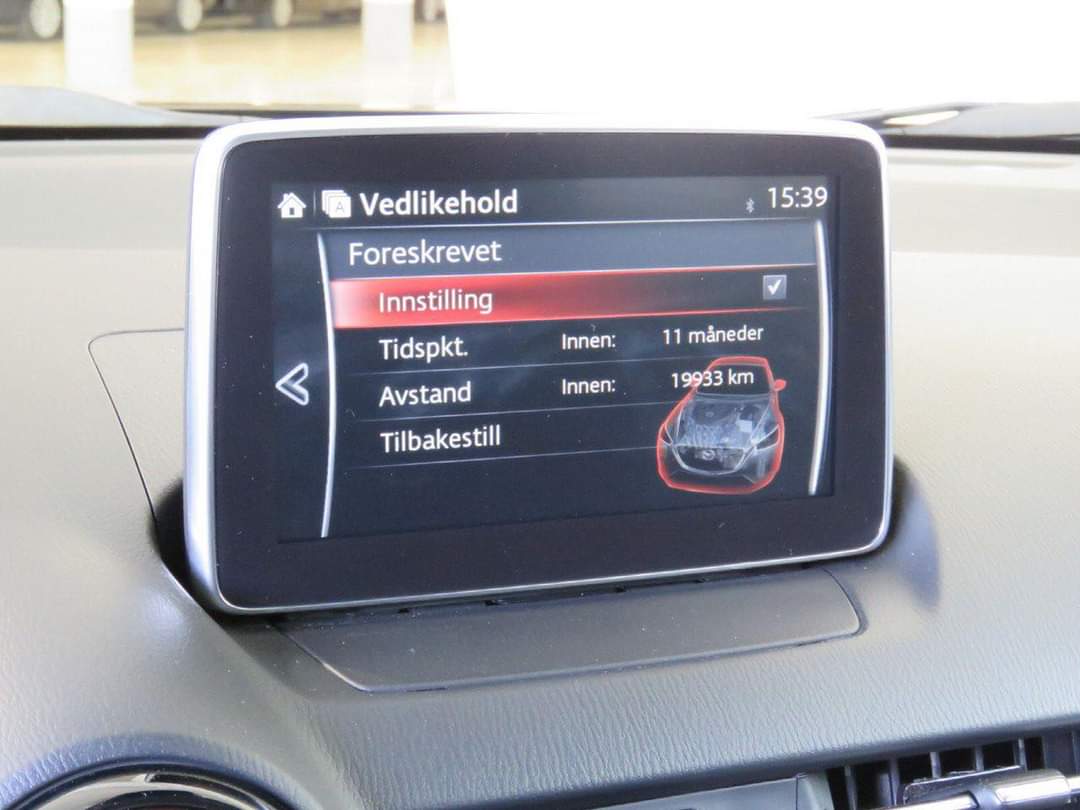 A Vedlikehold 15:39
Foreskrevet
Innstilling
Tidspkt. Innen: 11 måneder
Avstand Innen: 19933 km
Tilbakestill